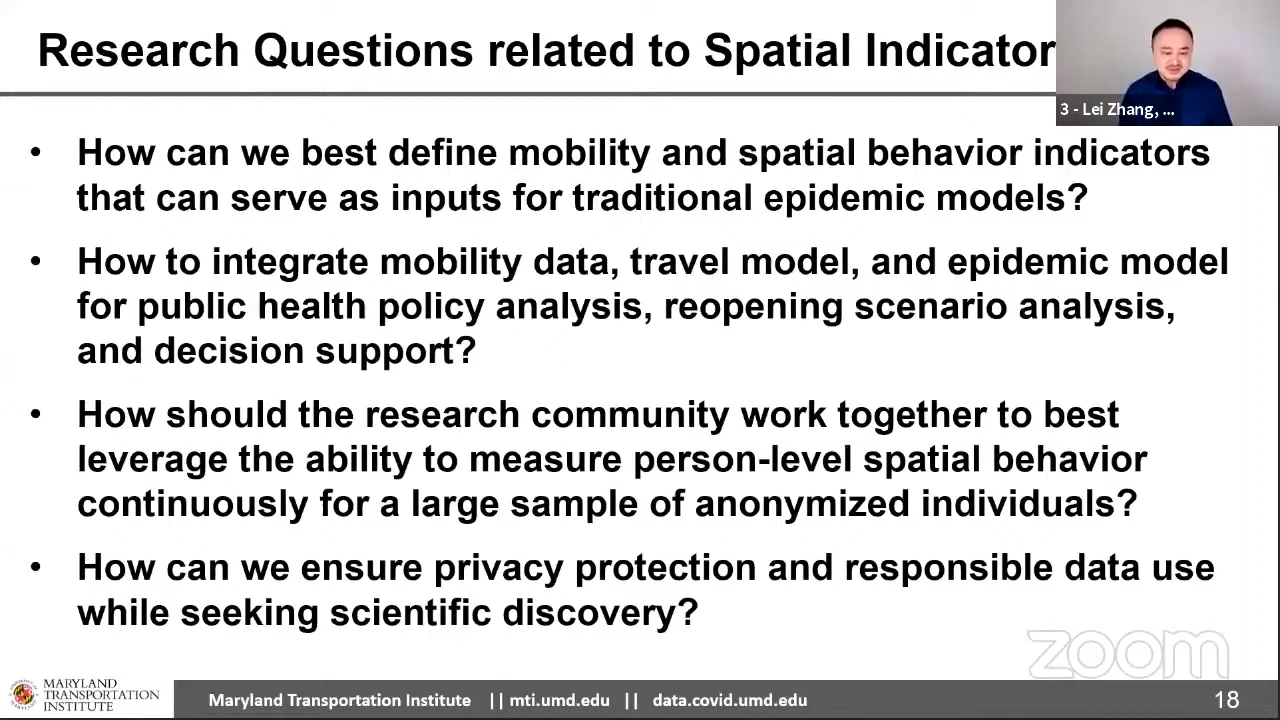 Research Questions related to Spatial Indicator
3 - Lei Zhang, ...
• How can we best define mobility and spatial behavior indicators
that can serve as inputs for traditional epidemic models?
• How to integrate mobility data, travel model, and epidemic model
for public health policy analysis, reopening scenario analysis,
and decision support?
• How should the research community work together to best
leverage the ability to measure person-level spatial behavior
continuously for a large sample of anonymized individuals?
• How can we ensure privacy protection and responsible data use
while seeking scientific discovery?
zoom
MARYLAND
TRANSPORTATION
INSTITUTE
Maryland Transportation Institute || mti.umd.edu || data.covid.umd.edu
18